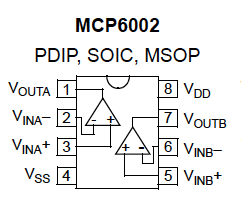 MCP6002
PDIP, SOIC, MSOP
VOUTA 1 8 VDD
VINA– 2 - + 7 VOUTB
VINA+ 3 + - 6 VINB–
VSS 4 5 VINB+